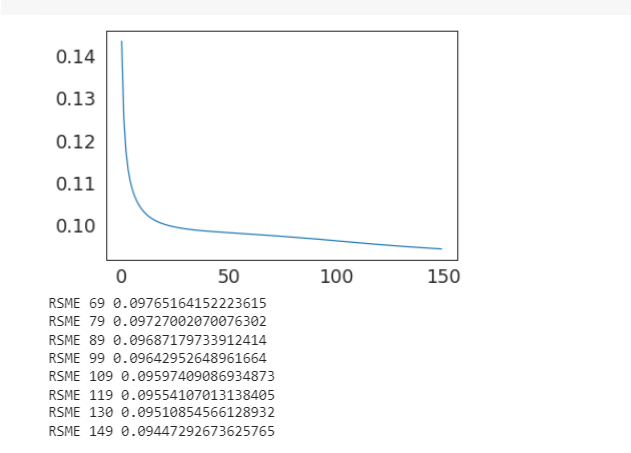 0.14
0.13
0.12
0.11
0.10
0 50 100 150
RSME 69 0.09765164152223615
RSME 79 0.09727002070076302
RSME 89 0.09687179733912414
RSME 99 0.09642952648961664
RSME 109 0.09597409086934873
RSME 119 0.09554107013138405
RSME 130 0.09510854566128932
RSME 149 0.09447292673625765